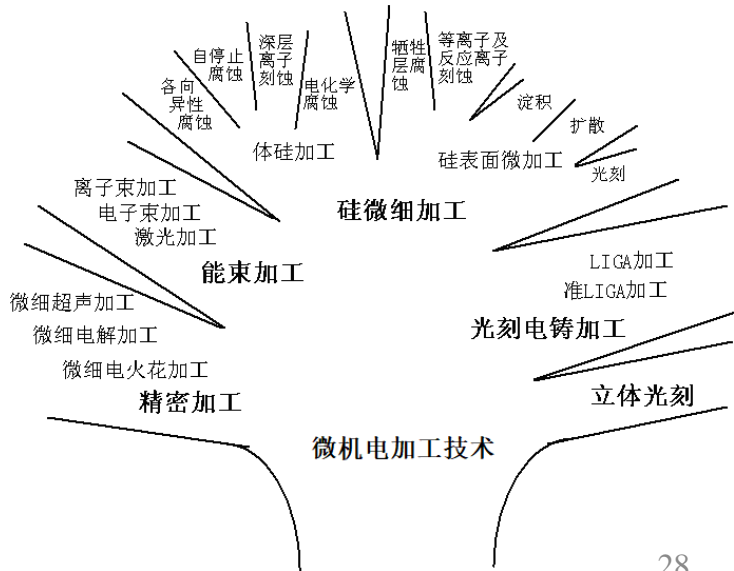 自停止
腐蚀
深层
离子
刻蚀
各向
异性
腐蚀
电化学
腐蚀
牺牲
层腐
蚀
等离子及
反应离子
刻蚀
淀积
扩散
光刻
体硅加工
硅表面微加工
硅微细加工
离子束加工
电子束加工
激光加工
能束加工
LIGA加工
准LIGA加工
光刻电铸加工
微细超声加工
微细电解加工
微细电火花加工
精密加工
立体光刻
微机电加工技术
28